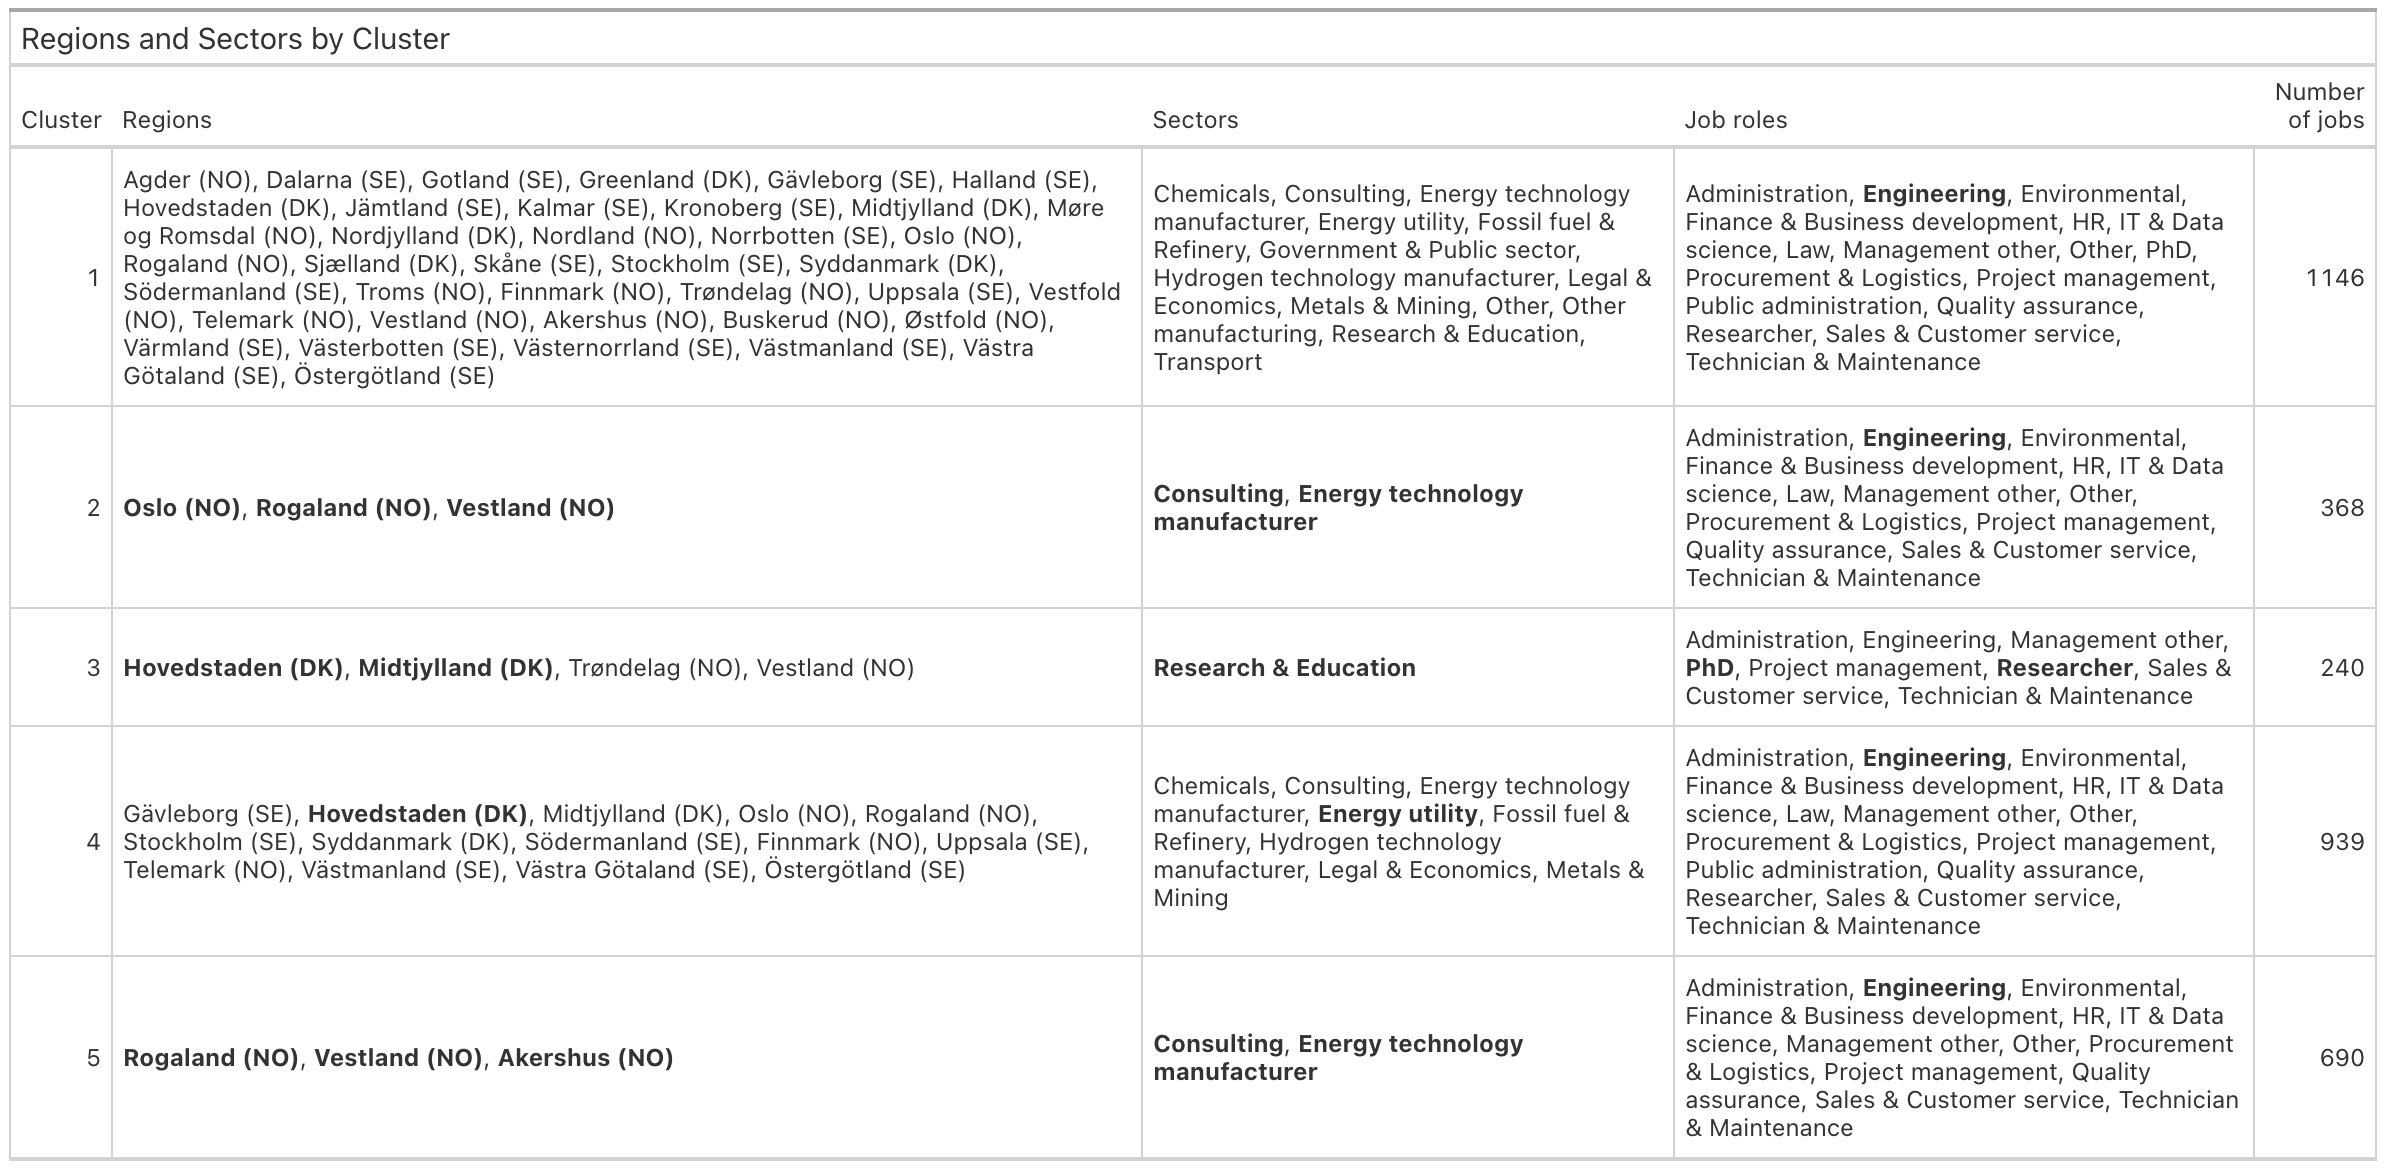 Regions and Sectors by Cluster
Cluster Regions Sectors Job roles Number of jobs
1
Agder (NO), Dalarna (SE), Gotland (SE), Greenland (DK), Gävleborg (SE), Halland (SE),
Hovedstaden (DK), Jämtland (SE), Kalmar (SE), Kronoberg (SE), Midtjylland (DK), Møre
og Romsdal (NO), Nordjylland (DK), Nordland (NO), Norrbotten (SE), Oslo (NO),
Rogaland (NO), Sjælland (DK), Skåne (SE), Stockholm (SE), Syddanmark (DK),
Södermanland (SE), Troms (NO), Finnmark (NO), Trøndelag (NO), Uppsala (SE), Vestfold
(NO), Telemark (NO), Vestland (NO), Akershus (NO), Buskerud (NO), Østfold (NO),
Värmland (SE), Västerbotten (SE), Västernorrland (SE), Västmanland (SE), Västra
Götaland (SE), Östergötland (SE)
Chemicals, Consulting, Energy technology
manufacturer, Energy utility, Fossil fuel &
Refinery, Government & Public sector,
Hydrogen technology manufacturer, Legal &
Economics, Metals & Mining, Other, Other
manufacturing, Research & Education,
Transport
Administration, Engineering, Environmental,
Finance & Business development, HR, IT & Data
science, Law, Management other, Other, PhD,
Procurement & Logistics, Project management,
Public administration, Quality assurance,
Researcher, Sales & Customer service,
Technician & Maintenance
1146
2
Oslo (NO), Rogaland (NO), Vestland (NO)
Consulting, Energy technology
manufacturer
Administration, Engineering, Environmental,
Finance & Business development, HR, IT & Data
science, Law, Management other, Other,
Procurement & Logistics, Project management,
Quality assurance, Sales & Customer service,
Technician & Maintenance
368
3
Hovedstaden (DK), Midtjylland (DK), Trøndelag (NO), Vestland (NO)
Research & Education
Administration, Engineering, Management other,
PhD, Project management, Researcher, Sales &
Customer service, Technician & Maintenance
240
4
Gävleborg (SE), Hovedstaden (DK), Midtjylland (DK), Oslo (NO), Rogaland (NO),
Stockholm (SE), Syddanmark (DK), Södermanland (SE), Finnmark (NO), Uppsala (SE),
Telemark (NO), Västmanland (SE), Västra Götaland (SE), Östergötland (SE)
Chemicals, Consulting, Energy technology
manufacturer, Energy utility, Fossil fuel &
Refinery, Hydrogen technology
manufacturer, Legal & Economics, Metals &
Mining
Administration, Engineering, Environmental,
Finance & Business development, HR, IT & Data
science, Law, Management other, Other,
Procurement & Logistics, Project management,
Public administration, Quality assurance,
Researcher, Sales & Customer service,
Technician & Maintenance
939
5
Rogaland (NO), Vestland (NO), Akershus (NO)
Consulting, Energy technology
manufacturer
Administration, Engineering, Environmental,
Finance & Business development, HR, IT & Data
science, Management other, Other, Procurement
& Logistics, Project management, Quality
assurance, Sales & Customer service, Technician
& Maintenance
690